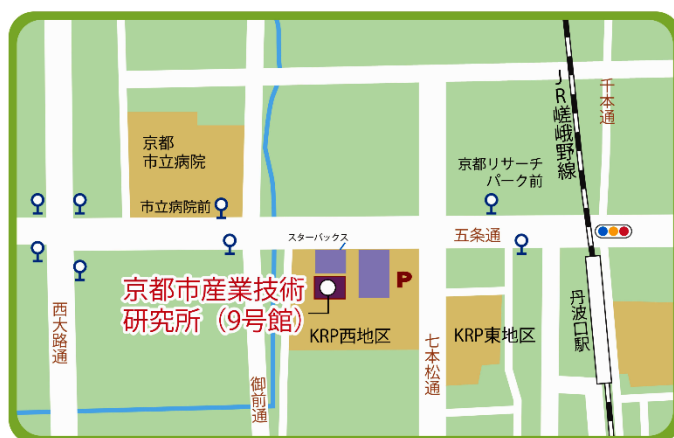 千本通
JR嵯峨野線
京都
市立病院
京都リサーチ
パーク前
市立病院前
五条通
スターバックス
京都市産業技術
研究所（9号館）
P
KRP西地区
KRP東地区
丹波口駅
西大路通
御前通
七本松通